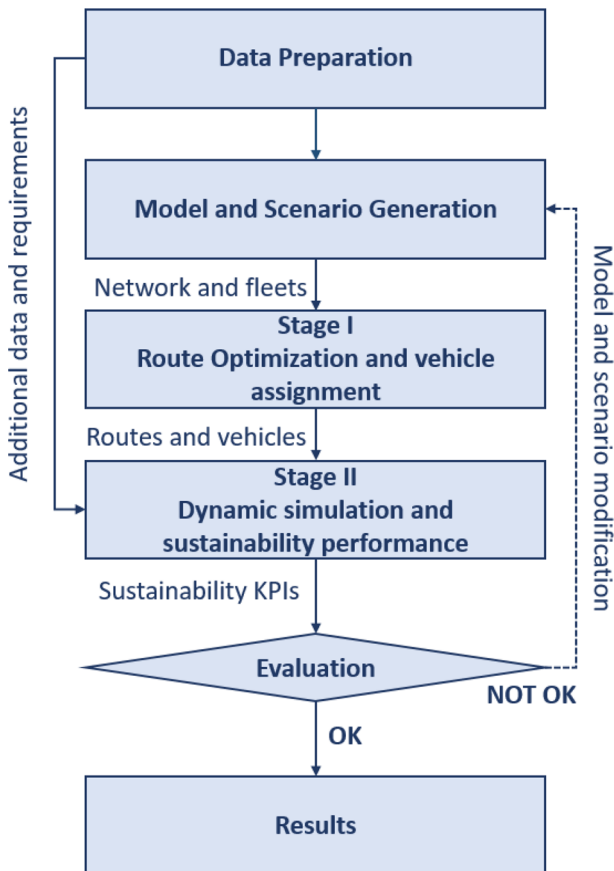 Data Preparation
Additional data and requirements
Model and Scenario Generation
Network and fleets
Stage I
Route Optimization and vehicle
assignment
Routes and vehicles
Stage II
Dynamic simulation and
sustainability performance
Model and scenario modification
Sustainability KPIs
Evaluation
NOT OK
OK
Results